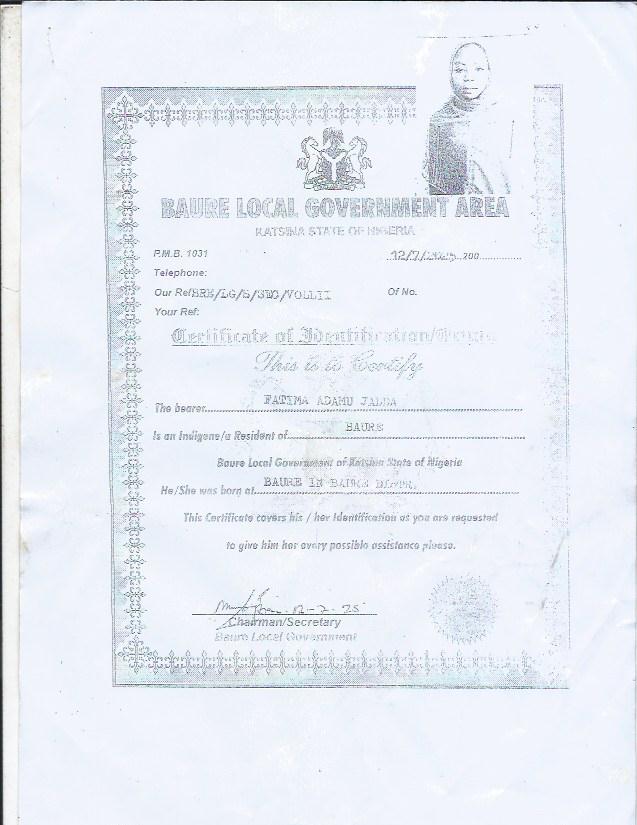 BAURE LOCAL GOVERNMENT AREA
KATSINA STATE OF NIGERIA
P.M.B. 1031
12/7/2025 200
Telephone:
Our Ref BRE/LG/S/SEC/VOLLII
Of No.
Your Ref:
Certificate of Identification/
This is to Certify
The bearer FATIMA ADAMU
Is an Indigene/a Resident of BAURE
Baure Local Government of Katsina State of Nigeria
He/She was born at BAURE IN BAURE
This Certificate covers his / her Identification as you are requested
to give him her every possible assistance please.
12-7-25
Chairman/Secretary
Baure Local Government